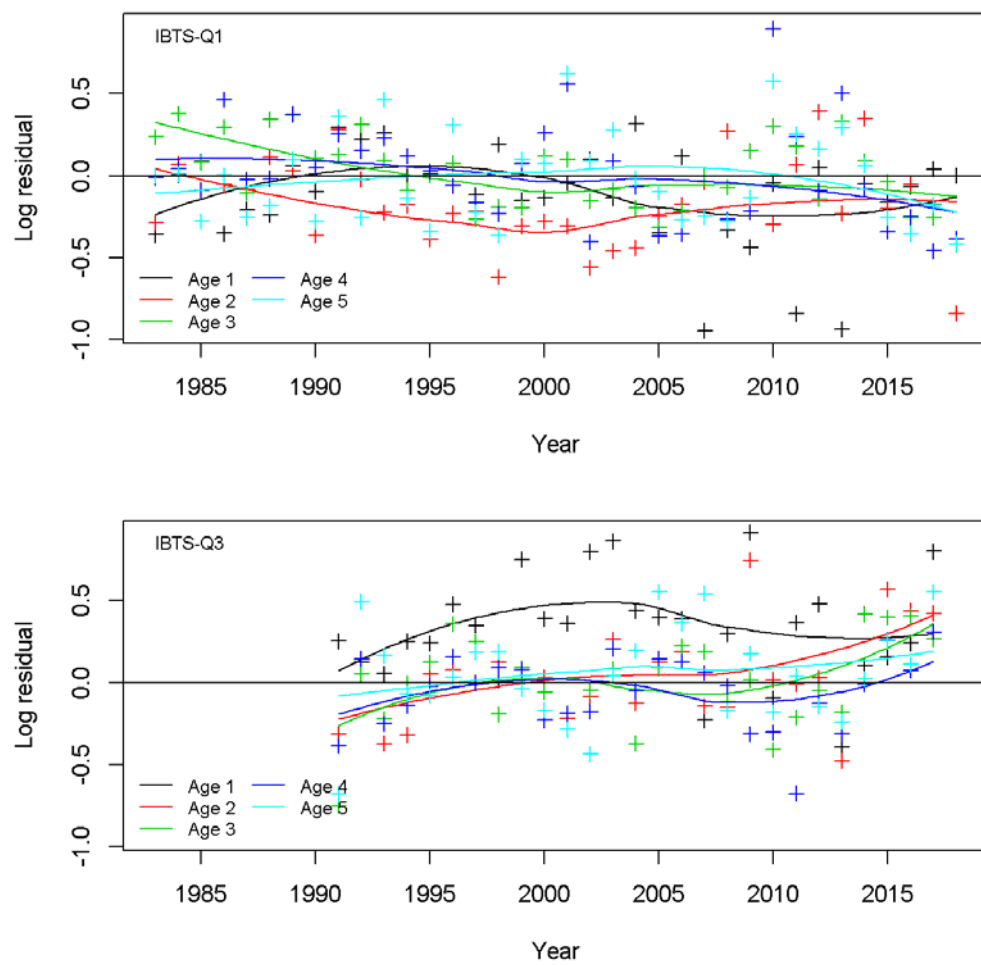 IBTS-Q1
Log residual
0.5
0.0
-0.5
-1.0
Age 1 Age 4
Age 2 Age 5
Age 3
1985 1990 1995 2000 2005 2010 2015
Year
IBTS-Q3
Log residual
0.5
0.0
-0.5
-1.0
Age 1 Age 4
Age 2 Age 5
Age 3
1985 1990 1995 2000 2005 2010 2015
Year